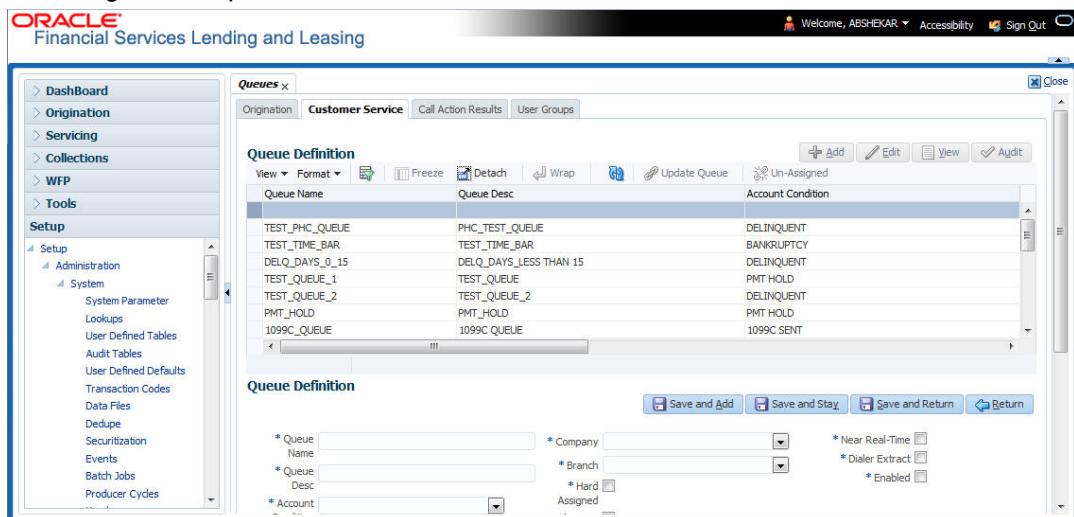 ORACLE
Financial Services Lending and Leasing
Welcome, ABSHEKAR Accessibility Sign Out
Close
DashBoard
Origination
Servicing
Collections
WFP
Tools
Setup
Setup
Administration
System
System Parameter
Lookups
User Defined Tables
Audit Tables
User Defined Defaults
Transaction Codes
Data Files
Dedupe
Securitization
Events
Batch Jobs
Producer Cycles
Queues
Origination Customer Service Call Action Results User Groups
Queue Definition
Add Edit View Audit
View Format Freeze Detach Wrap Update Queue Un-Assigned
Queue Name Queue Desc Account Condition
TEST_PHC_QUEUE PHC_TEST_QUEUE DELINQUENT
TEST_TIME_BAR TEST_TIME_BAR BANKRUPTCY
DELQ_DAYS_0_15 DELQ_DAYS_LESS THAN 15 DELINQUENT
TEST_QUEUE_1 TEST_QUEUE PMT HOLD
TEST_QUEUE_2 TEST_QUEUE_2 DELINQUENT
PMT_HOLD PMT_HOLD PMT HOLD
1099C_QUEUE 1099C QUEUE 1099C SENT
Queue Definition
Save and Add Save and Stay Save and Return Return
* Queue Name
* Queue Desc
* Account
* Company
* Branch
* Hard Assigned
* Near Real-Time
* Dialer Extract
* Enabled